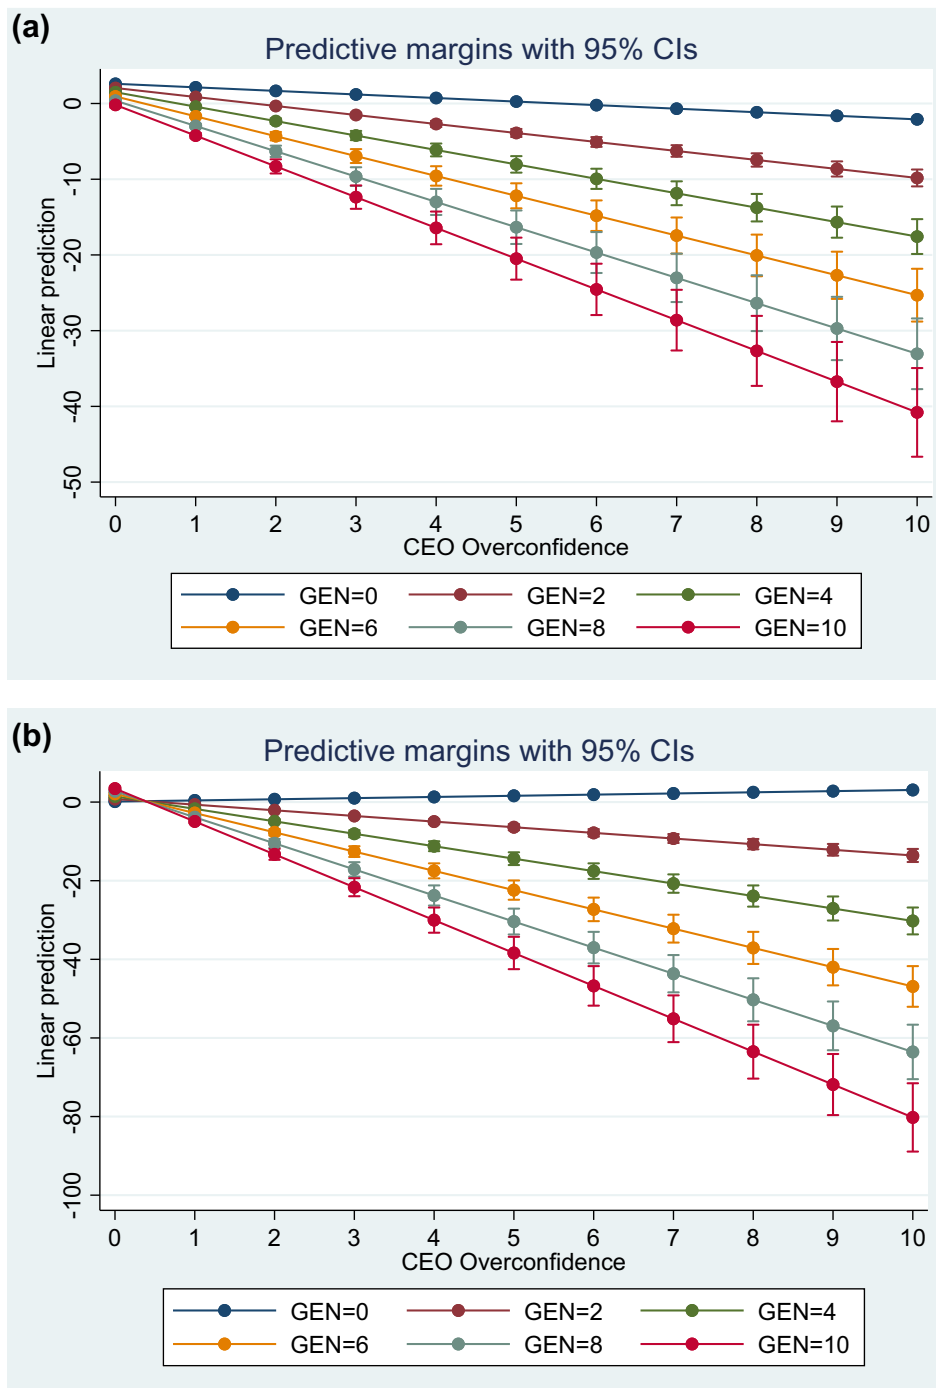 (a)
Predictive margins with 95% CIs
Linear prediction
0
-10
-20
-30
-40
-50
0 1 2 3 4 5 6 7 8 9 10
CEO Overconfidence
GEN=0 GEN=2 GEN=4
GEN=6 GEN=8 GEN=10
(b)
Predictive margins with 95% CIs
Linear prediction
0
-20
-40
-60
-80
-100
0 1 2 3 4 5 6 7 8 9 10
CEO Overconfidence
GEN=0 GEN=2 GEN=4
GEN=6 GEN=8 GEN=10